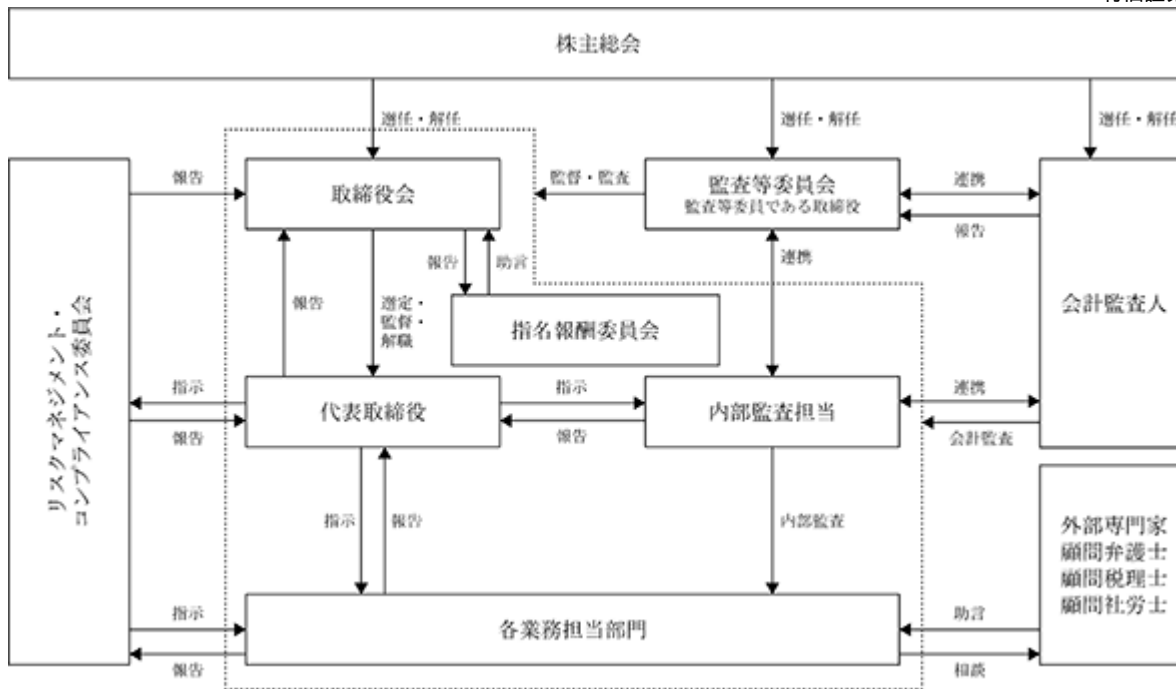 株主総会
選任・解任
選任・解任
選任・解任
報告
取締役会
監督・監査
監査等委員会
監査等委員である取締役
連携
報告
報告
助言
連携
報告
選定・
監督・
解職
指名報酬委員会
会計監査人
リスクマネジメント・
コンプライアンス委員会
指示
報告
代表取締役
指示
報告
内部監査担当
連携
会計監査
指示
報告
内部監査
外部専門家
顧問弁護士
顧問税理士
顧問社労士
指示
報告
各業務担当部門
助言
相談